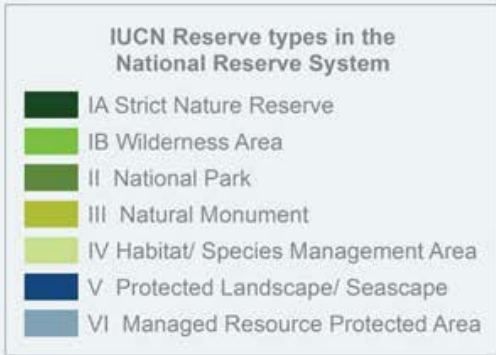 IUCN Reserve types in the
National Reserve System
IA Strict Nature Reserve
IB Wilderness Area
II National Park
III Natural Monument
IV Habitat/ Species Management Area
V Protected Landscape/ Seascape
VI Managed Resource Protected Area